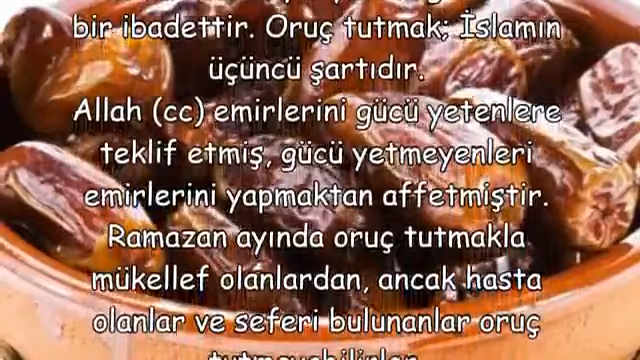 bir ibadettir. Oruç tutmak; İslamın
üçüncü şartıdır.
Allah (cc) emirlerini gücü yetenlere
teklif etmiş, gücü yetmeyenleri
emirlerini yapmaktan affetmiştir.
Ramazan ayında oruç tutmakla
mükellef olanlardan, ancak hasta
olanlar ve seferi bulunanlar oruç
tutmayabilirler